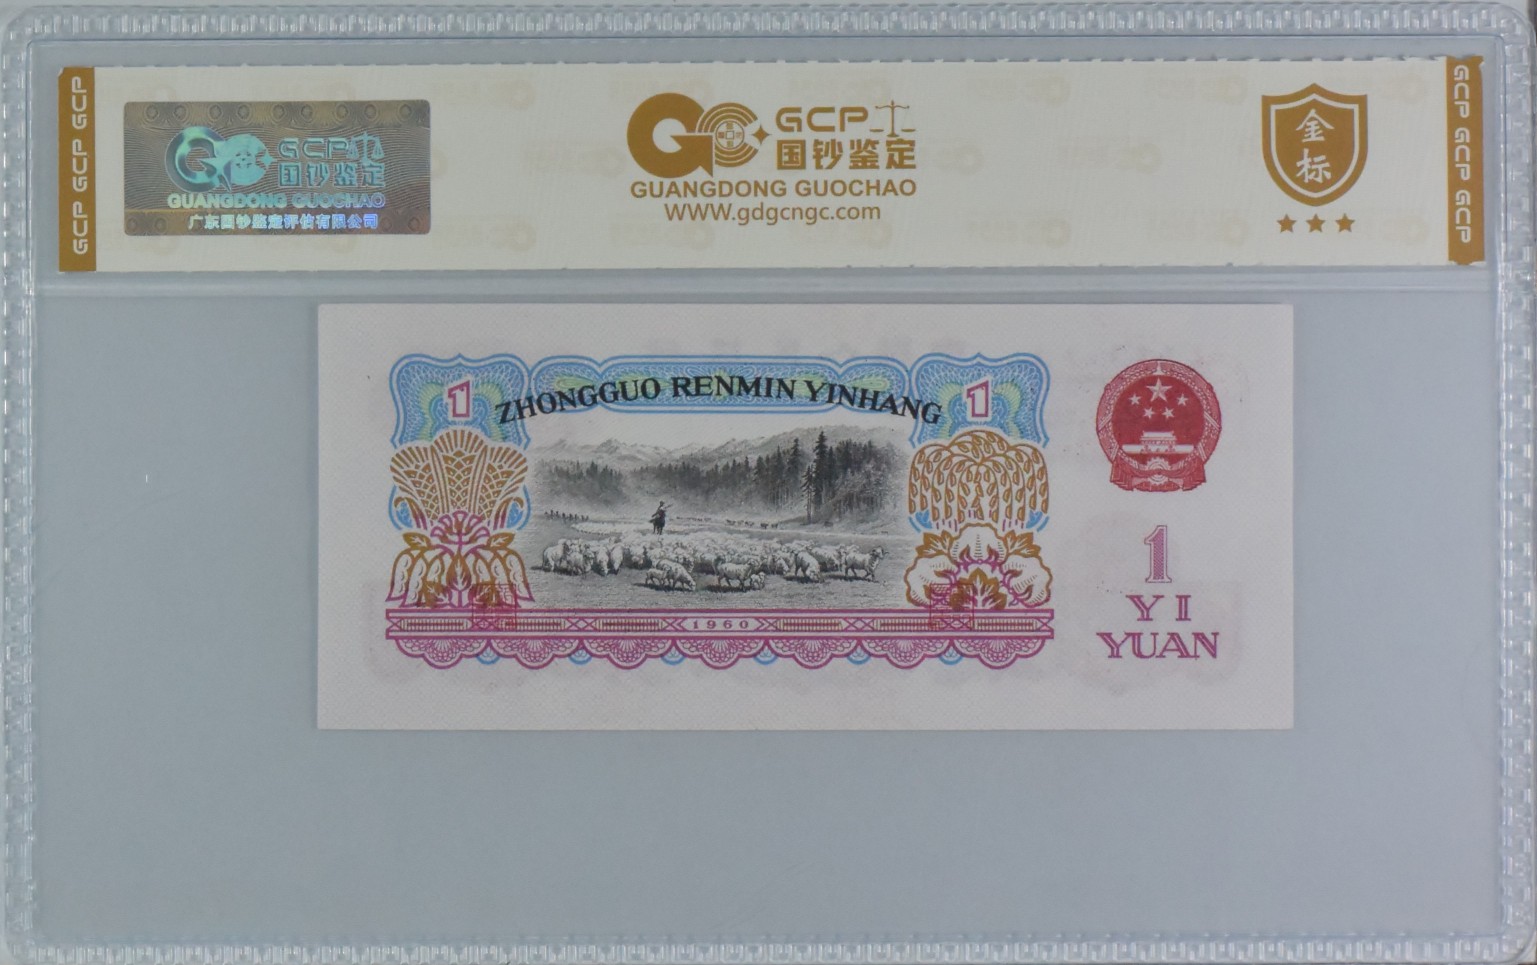 GCP GCP GCP
GCP
国钞鉴定
GUANGDONG GUOCHAO
广东国钞鉴定评估有限公司
GCP
国钞鉴定
GUANGDONG GUOCHAO
WWW.gdgcngc.com
金
标
GCP GCP GCP
1
ZHONGGUO RENMIN YINHANG
1
1960
1
YI
YUAN